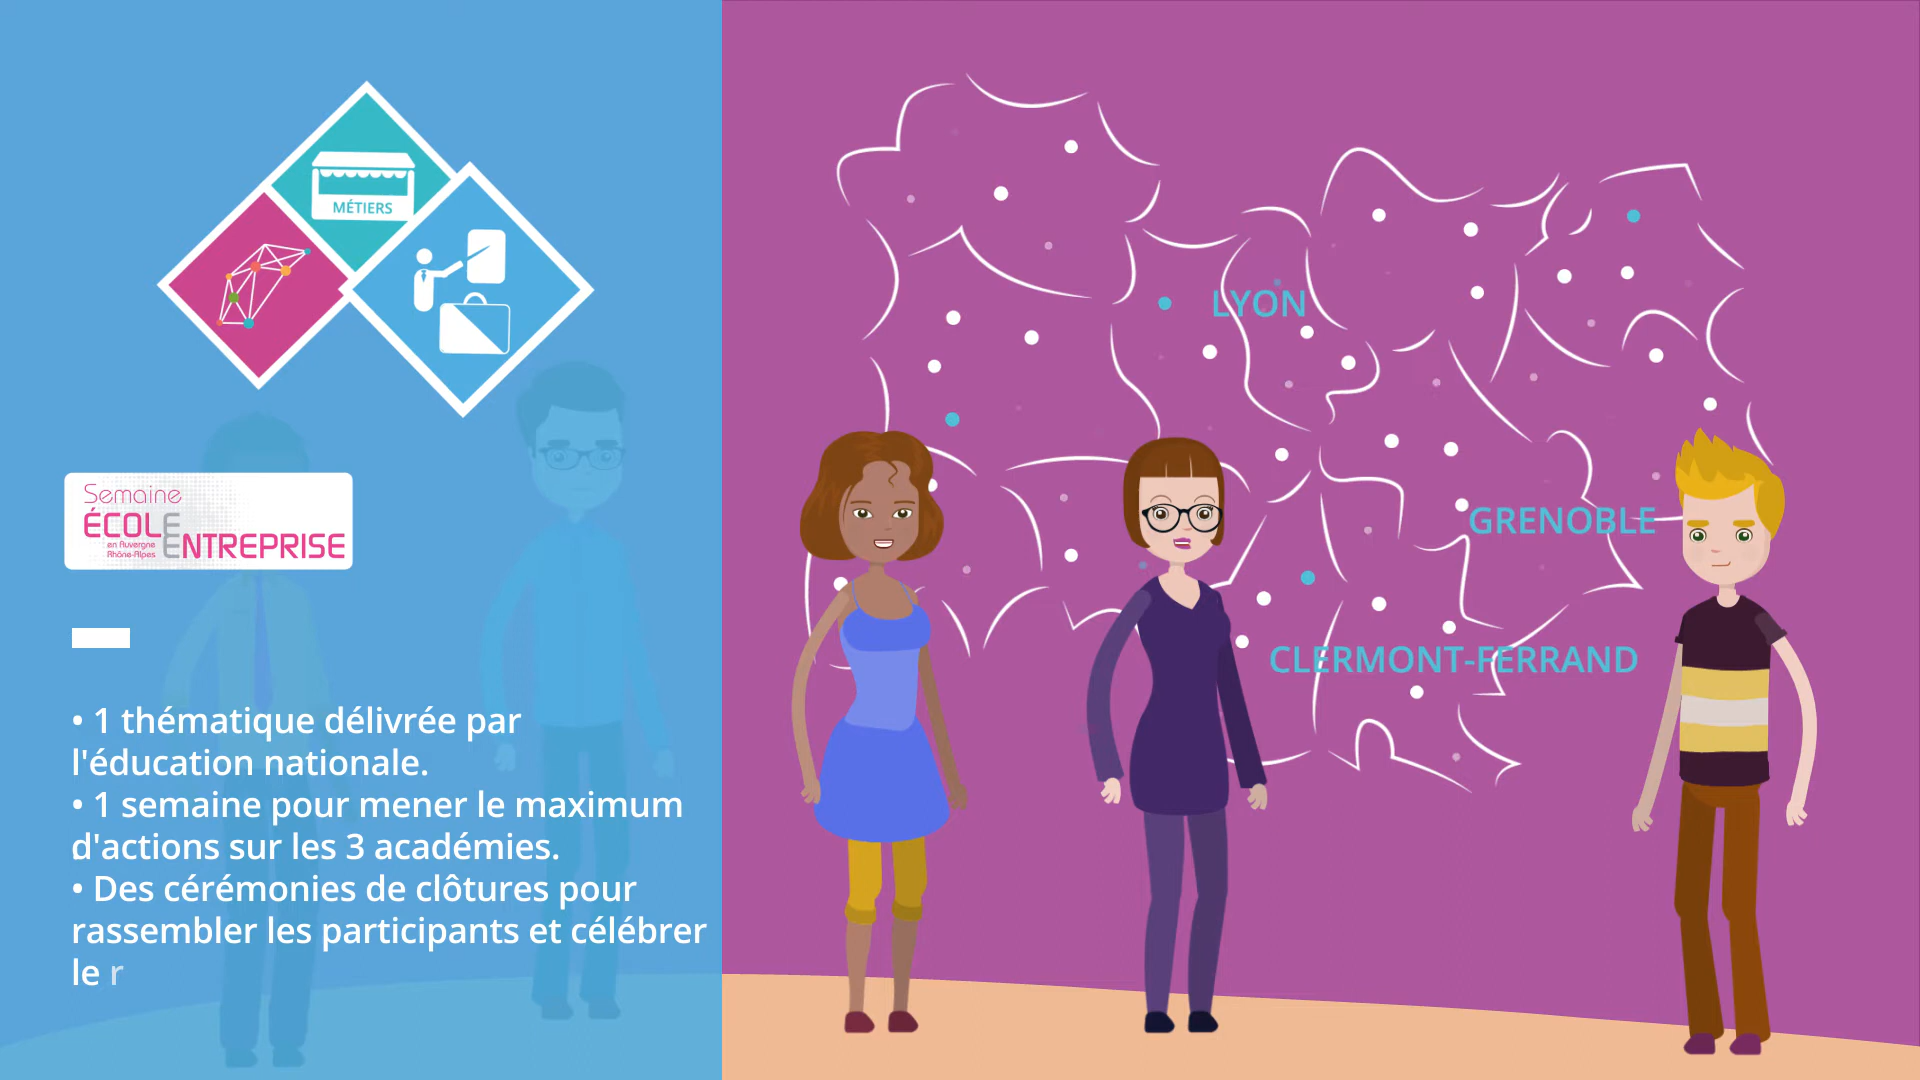 MÉTIERS
Semaine
ÉCOLE
en Auvergne
Rhône-Alpes
ENTREPRISE
• 1 thématique délivrée par
l'éducation nationale.
• 1 semaine pour mener le maximum
d'actions sur les 3 académies.
• Des cérémonies de clôtures pour
rassembler les participants et célébrer
le r
LYON
GRENOBLE
CLERMONT-FERRAND